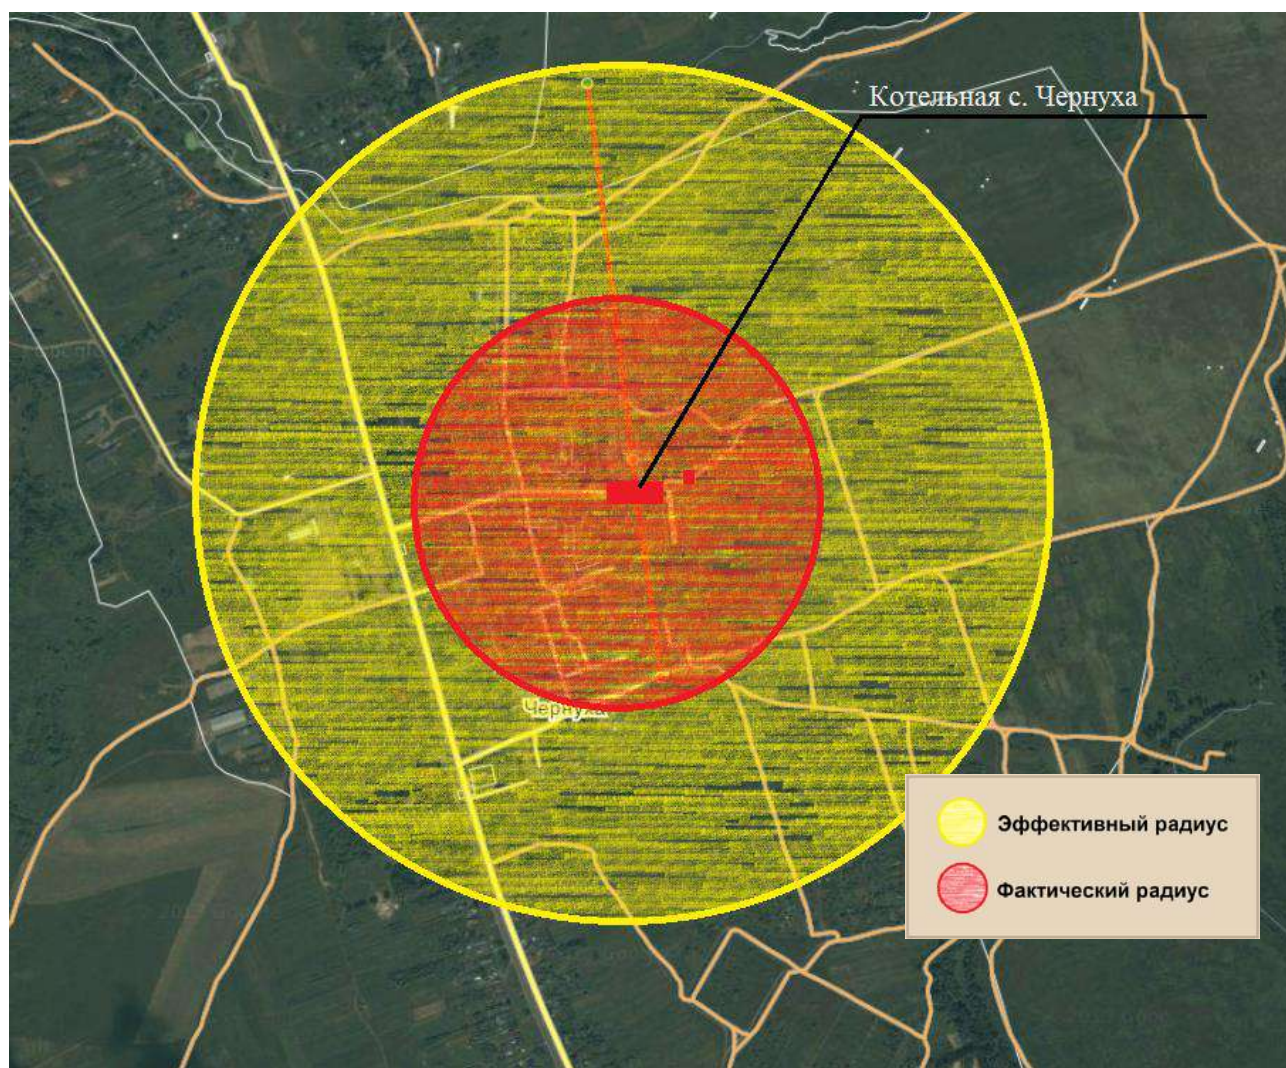 Котельная с. Чернуха
Чернуха
Эффективный радиус
Фактический радиус